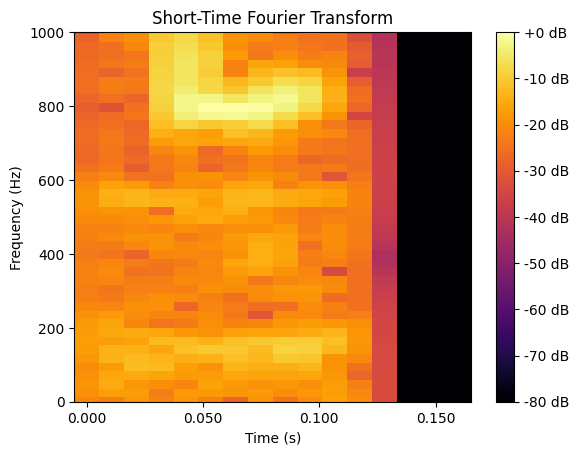 Short-Time Fourier Transform
1000
800
600
400
200
0
Frequency (Hz)
0.000
0.050
0.100
0.150
Time (s)
+0 dB
-10 dB
-20 dB
-30 dB
-40 dB
-50 dB
-60 dB
-70 dB
-80 dB